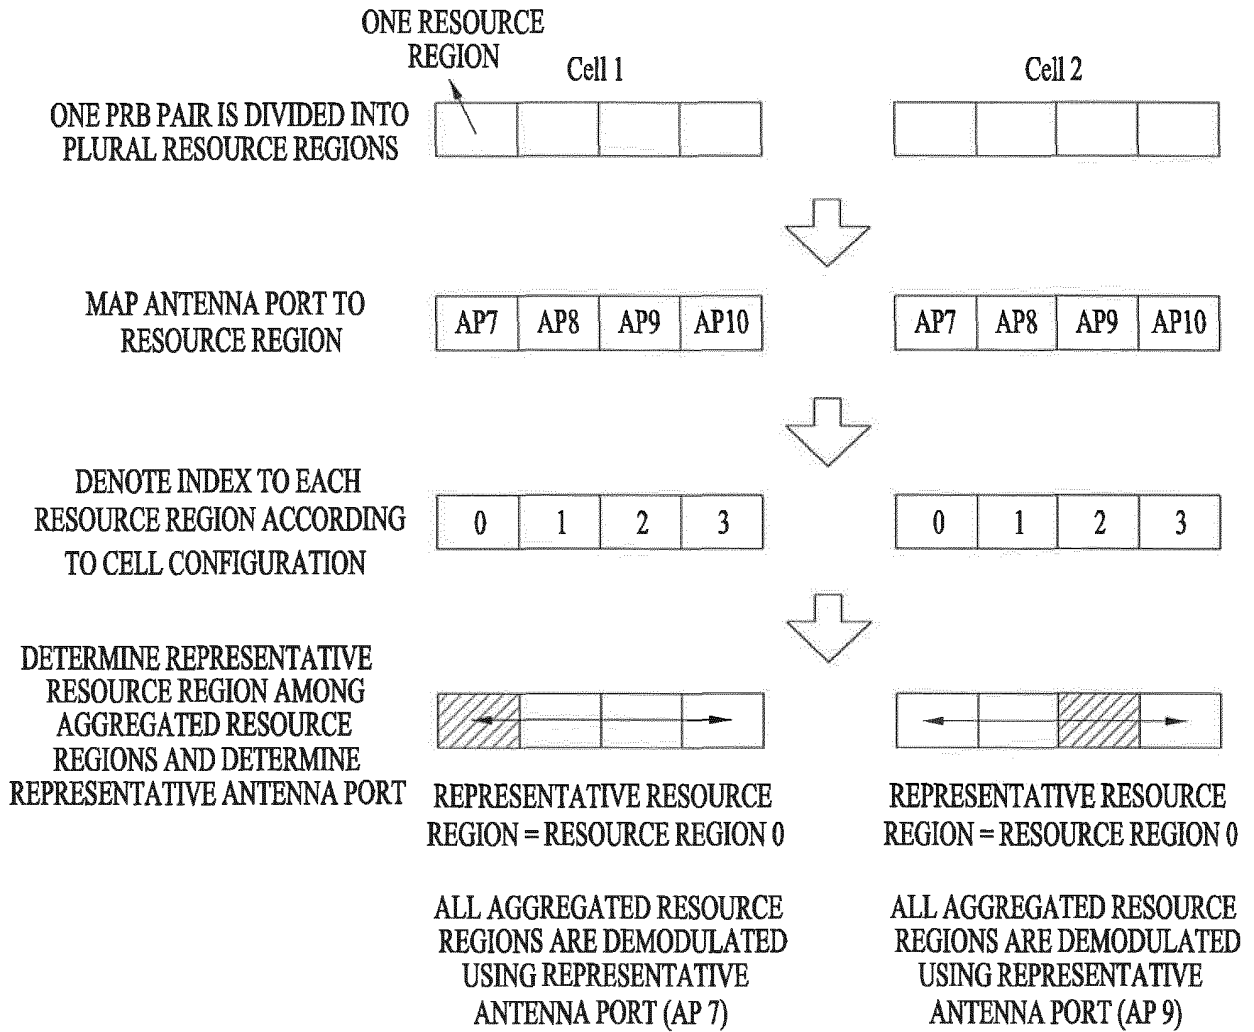 ONE RESOURCE
REGION
Cell 1
Cell 2
ONE PRB PAIR IS DIVIDED INTO
PLURAL RESOURCE REGIONS
MAP ANTENNA PORT TO
RESOURCE REGION
AP7 AP8 AP9 AP10
AP7 AP8 AP9 AP10
DENOTE INDEX TO EACH
RESOURCE REGION ACCORDING
TO CELL CONFIGURATION
0 1 2 3
0 1 2 3
DETERMINE REPRESENTATIVE
RESOURCE REGION AMONG
AGGREGATED RESOURCE
REGIONS AND DETERMINE
REPRESENTATIVE ANTENNA PORT
REPRESENTATIVE RESOURCE
REGION = RESOURCE REGION 0
REPRESENTATIVE RESOURCE
REGION = RESOURCE REGION 0
ALL AGGREGATED RESOURCE
REGIONS ARE DEMODULATED
USING REPRESENTATIVE
ANTENNA PORT (AP 7)
ALL AGGREGATED RESOURCE
REGIONS ARE DEMODULATED
USING REPRESENTATIVE
ANTENNA PORT (AP 9)